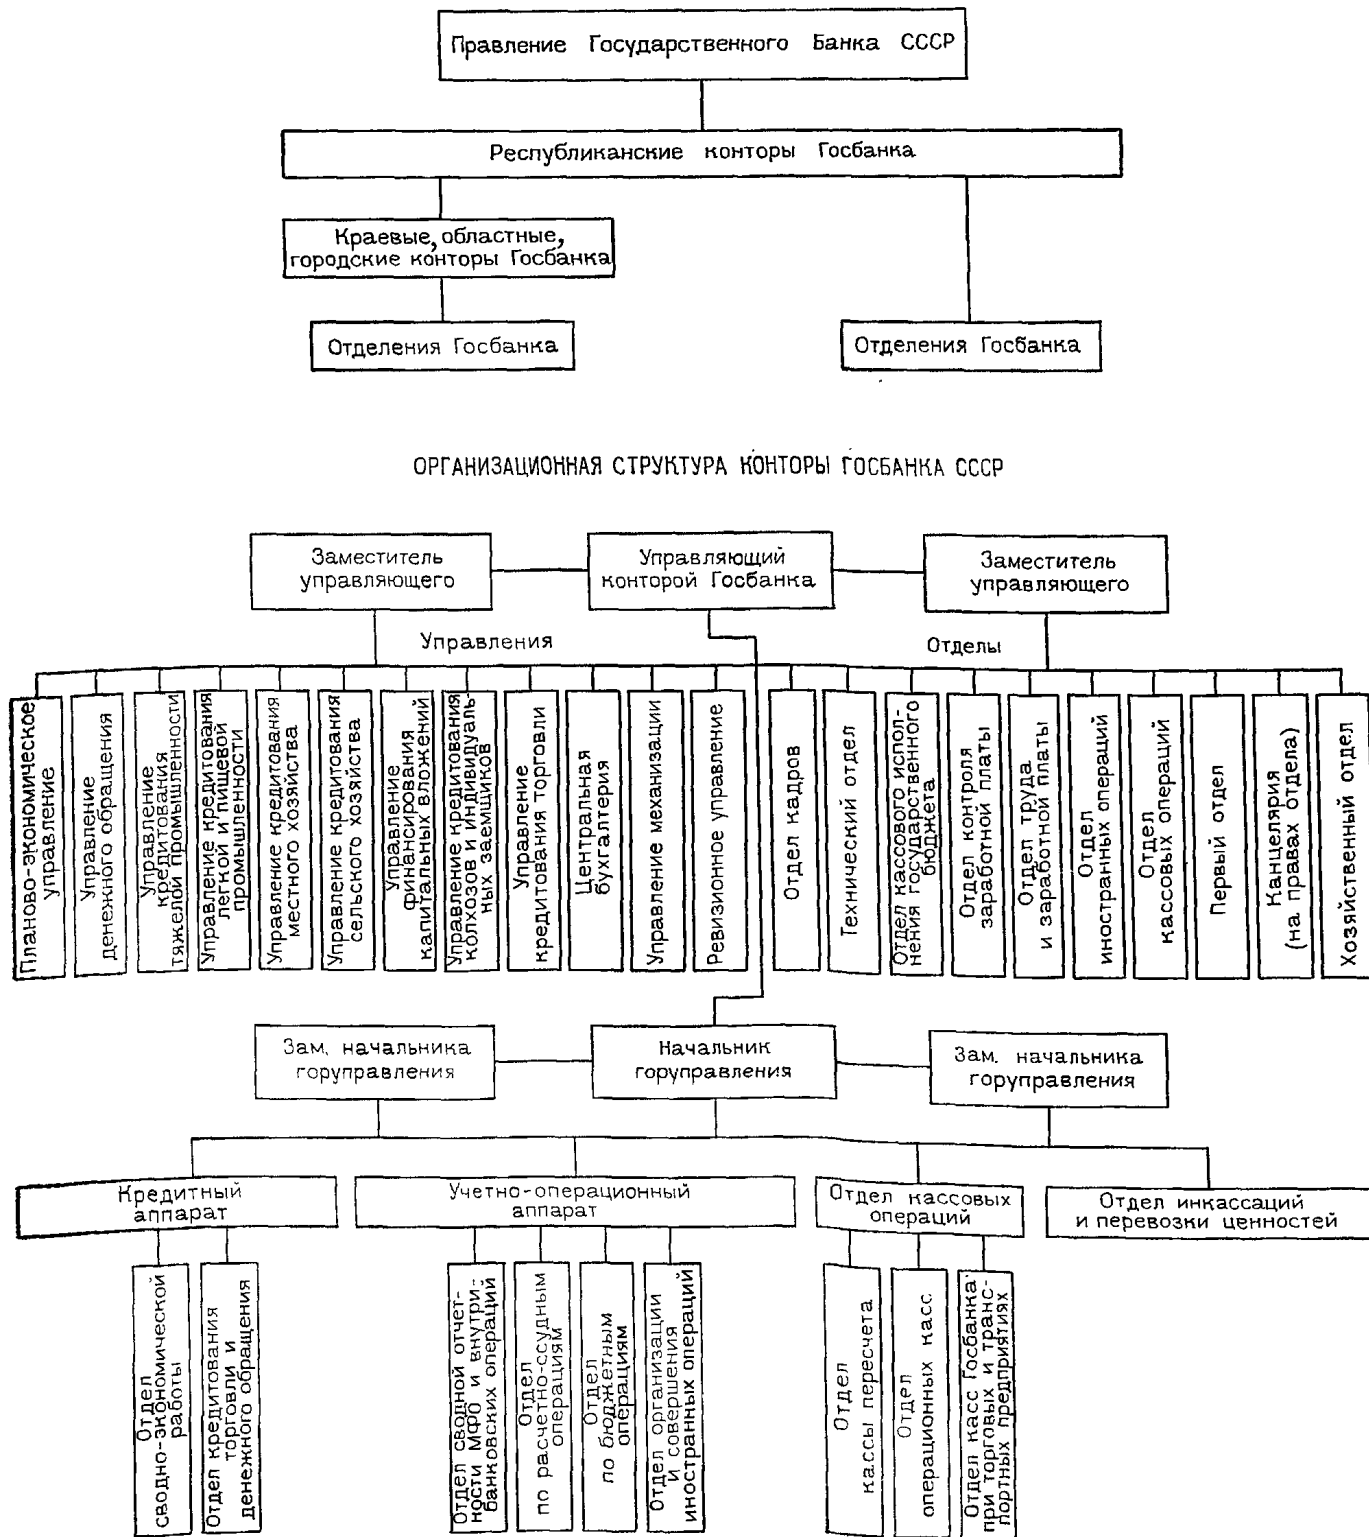 Правление Государственного Банка СССР
Республиканские конторы Госбанка
Краевые, областные,
городские конторы Госбанка
Отделения Госбанка
Отделения Госбанка
ОРГАНИЗАЦИОННАЯ СТРУКТУРА КОНТОРЫ ГОСБАНКА СССР
Заместитель
управляющего
Управляющий
конторой Госбанка
Заместитель
управляющего
Управления
Отделы
Планово-экономическое
управление
Управление
денежного обращения
Управление
кредитования
тяжелой промышленности
Управление кредитования
легкой и пищевой
промышленности
Управление кредитования
местного хозяйства
Управление кредитования
сельского хозяйства
Управление
финансирования
капитальных вложений
Управление кредитования
колхозов и индивидуаль-
ных заемщиков
Управление
кредитования торговли
Центральная
бухгалтерия
Управление механизации
Ревизионное управление
Отдел кадров
Технический отдел
Отдел кассового испол-
нения государственного
бюджета
Отдел контроля
заработной платы
Отдел труда
и заработной платы
Отдел
иностранных операций
Отдел
кассовых операций
Первый отдел
Канцелярия
(на правах отдела)
Хозяйственный отдел
Зам. начальника
горуправления
Начальник
горуправления
Зам. начальника
горуправления
Кредитный
аппарат
Учетно-операционный
аппарат
Отдел кассовых
операций
Отдел инкассаций
и перевозки ценностей
Отдел
сводно-экономической
работы
Отдел кредитования
торговли и
денежного обращения
Отдел сводной отчет-
ности МФО и внутри-
банковских операций
Отдел
по расчетно-ссудным
операциям
Отдел
по бюджетным
операциям
Отдел организации
и совершения
иностранных операций
Отдел
кассы пересчета
Отдел
операционных касс
Отдел касс Госбанка
при торговых и транс-
портных предприятиях